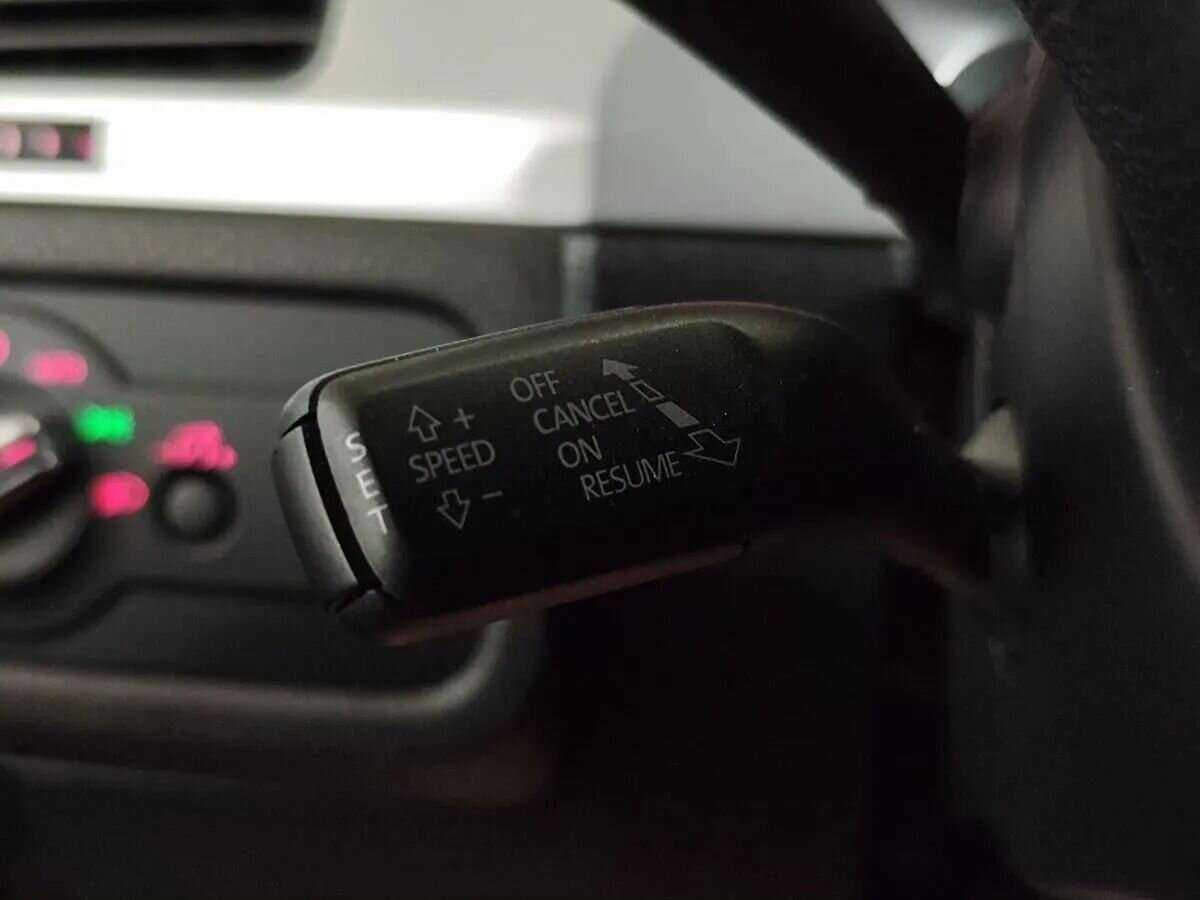 SET
+
SPEED
−
OFF
CANCEL
ON
RESUME